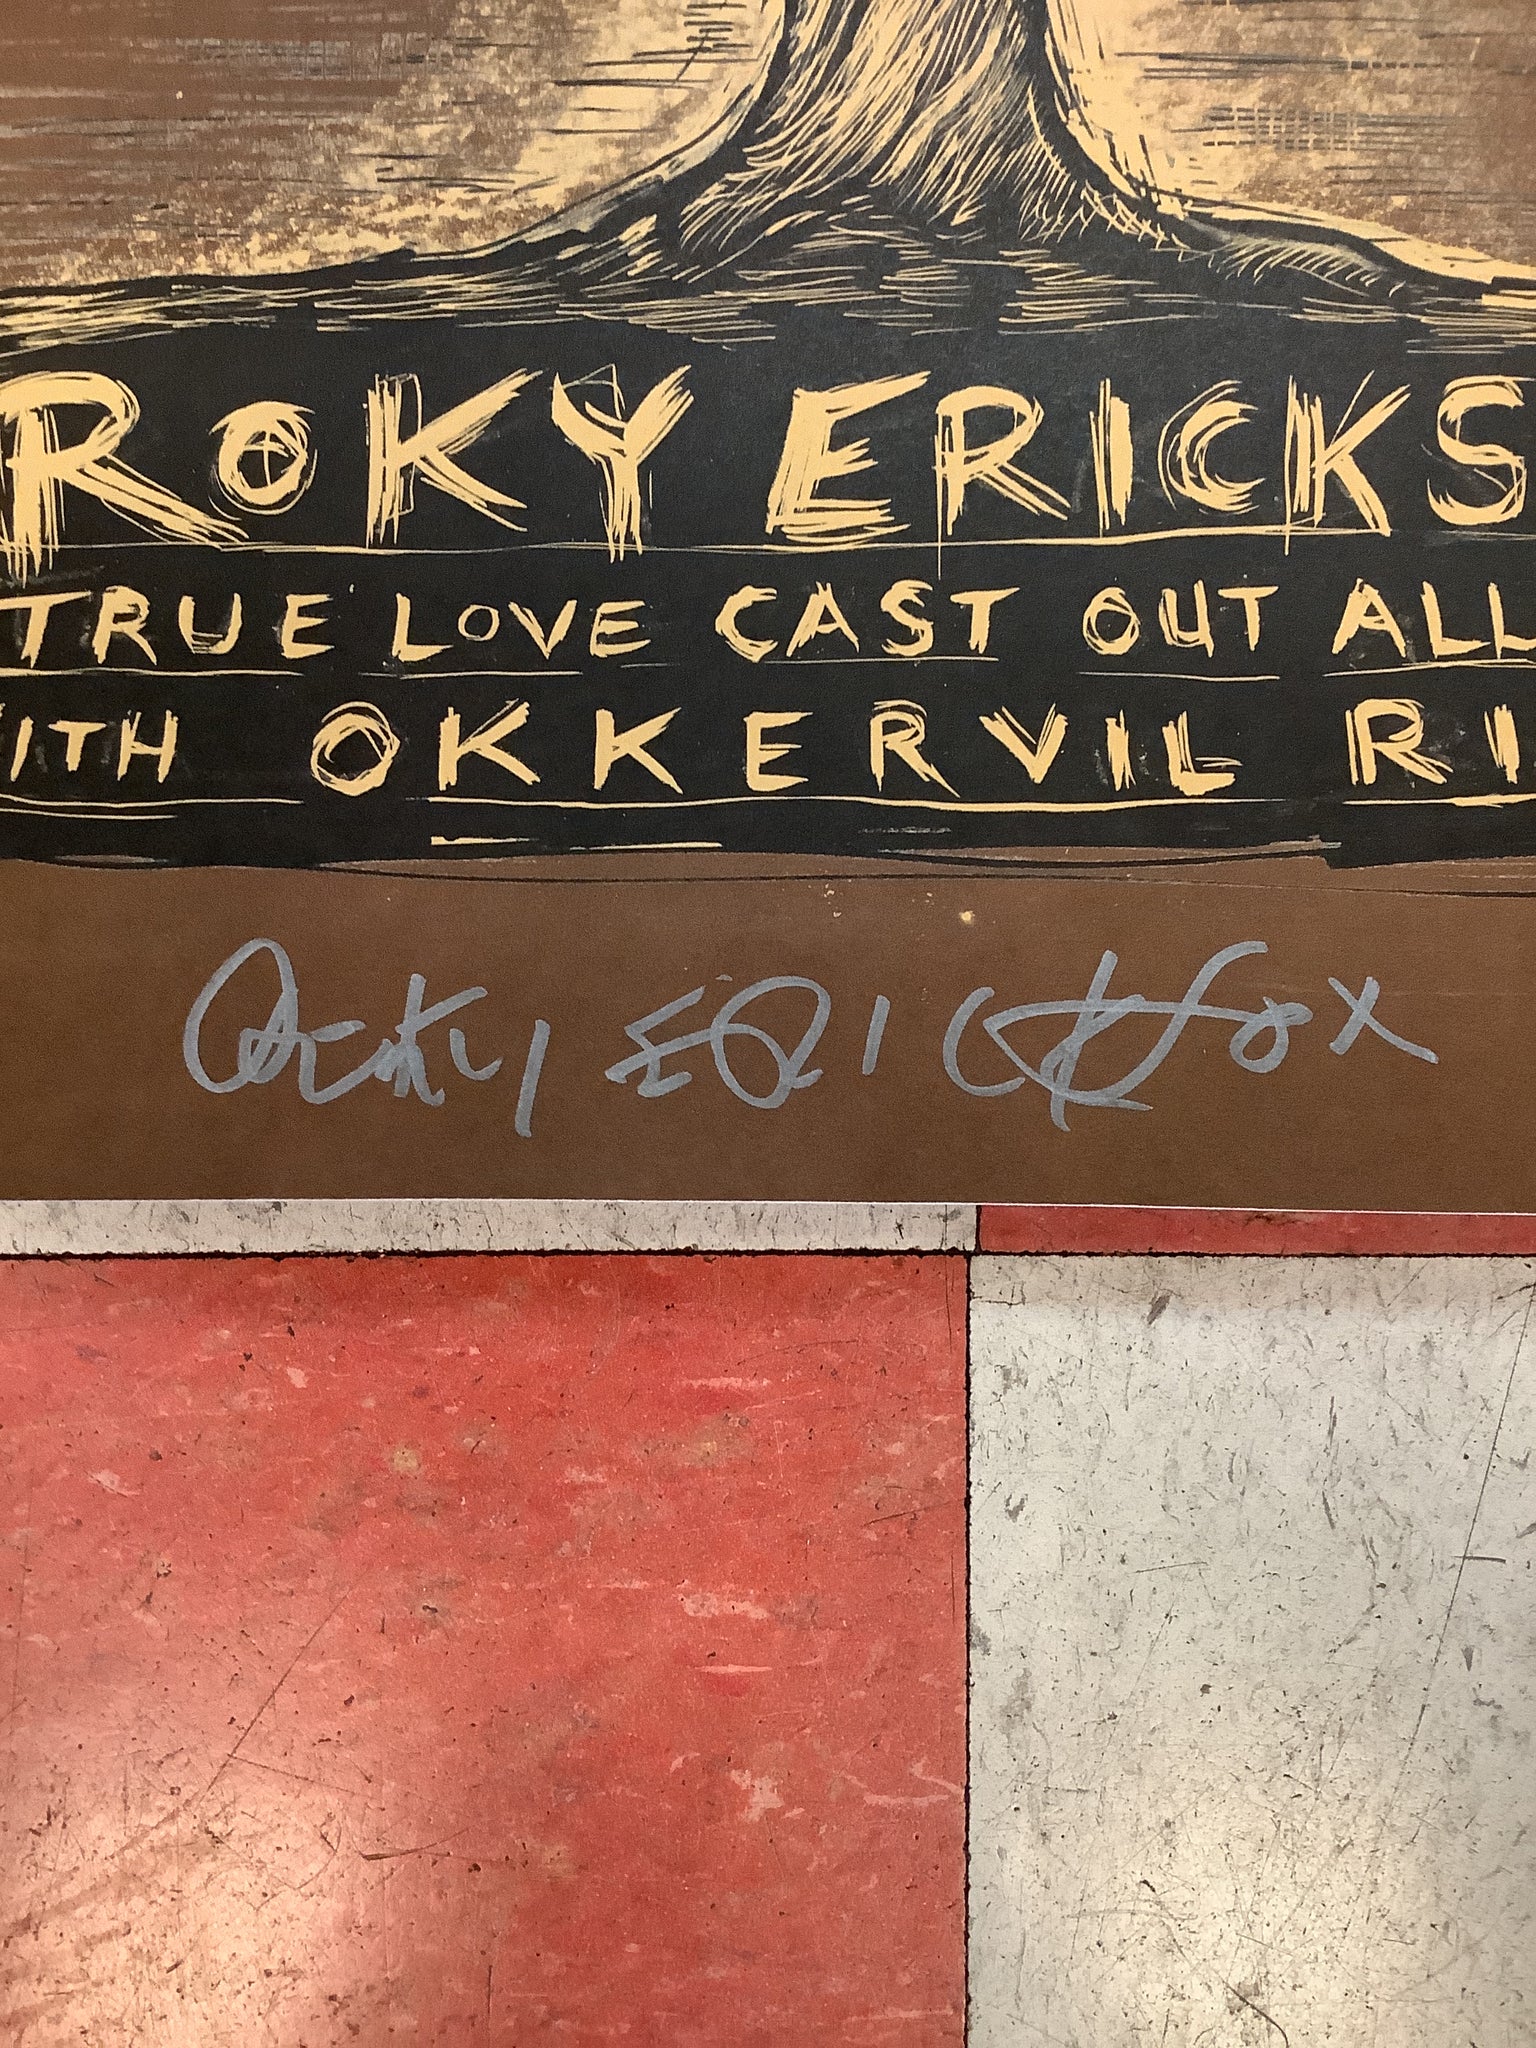 ROKY ERICKS
TRUE LOVE CAST OUT ALL
ITH OKKERVIL RI